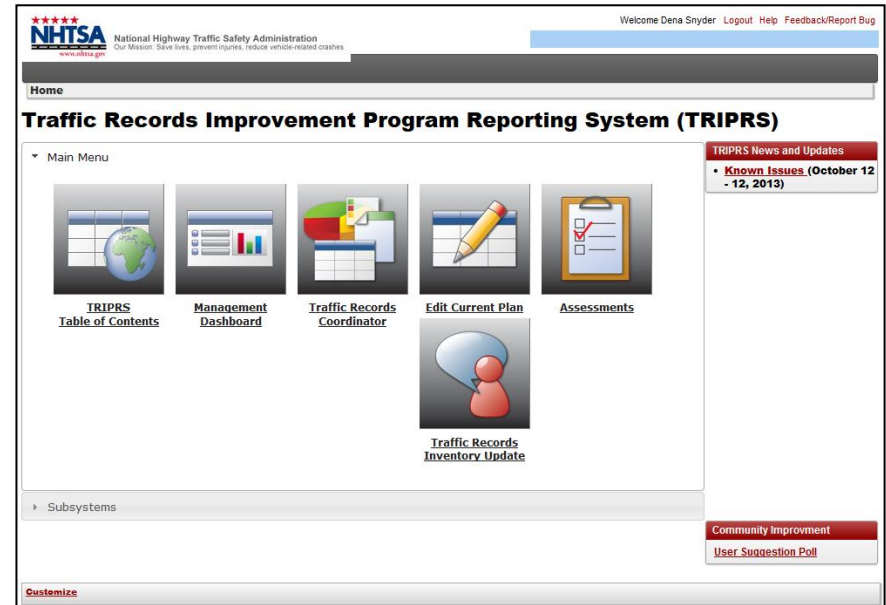 ★★★★★
NHTSA
www.nhtsa.gov
National Highway Traffic Safety Administration
Our Mission: Save lives, prevent injuries, reduce vehicle-related crashes
Welcome Dena Snyder Logout Help Feedback/Report Bug
Home
Traffic Records Improvement Program Reporting System (TRIPRS)
Main Menu
TRIPRS
Table of Contents
Management
Dashboard
Traffic Records
Coordinator
Edit Current Plan
Assessments
Traffic Records
Inventory Update
Subsystems
TRIPRS News and Updates
• Known Issues (October 12
- 12, 2013)
Community Improvment
User Suggestion Poll
Customize